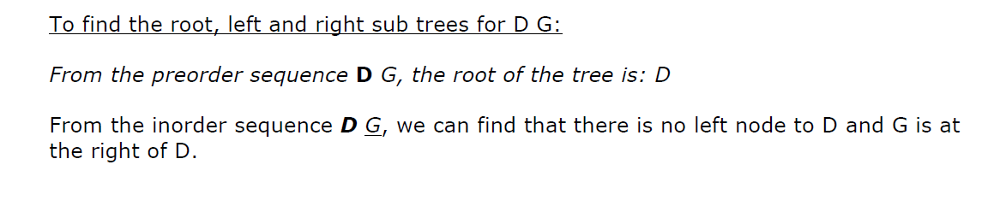 To find the root, left and right sub trees for D G:
From the preorder sequence D G, the root of the tree is: D
From the inorder sequence D G, we can find that there is no left node to D and G is at
the right of D.